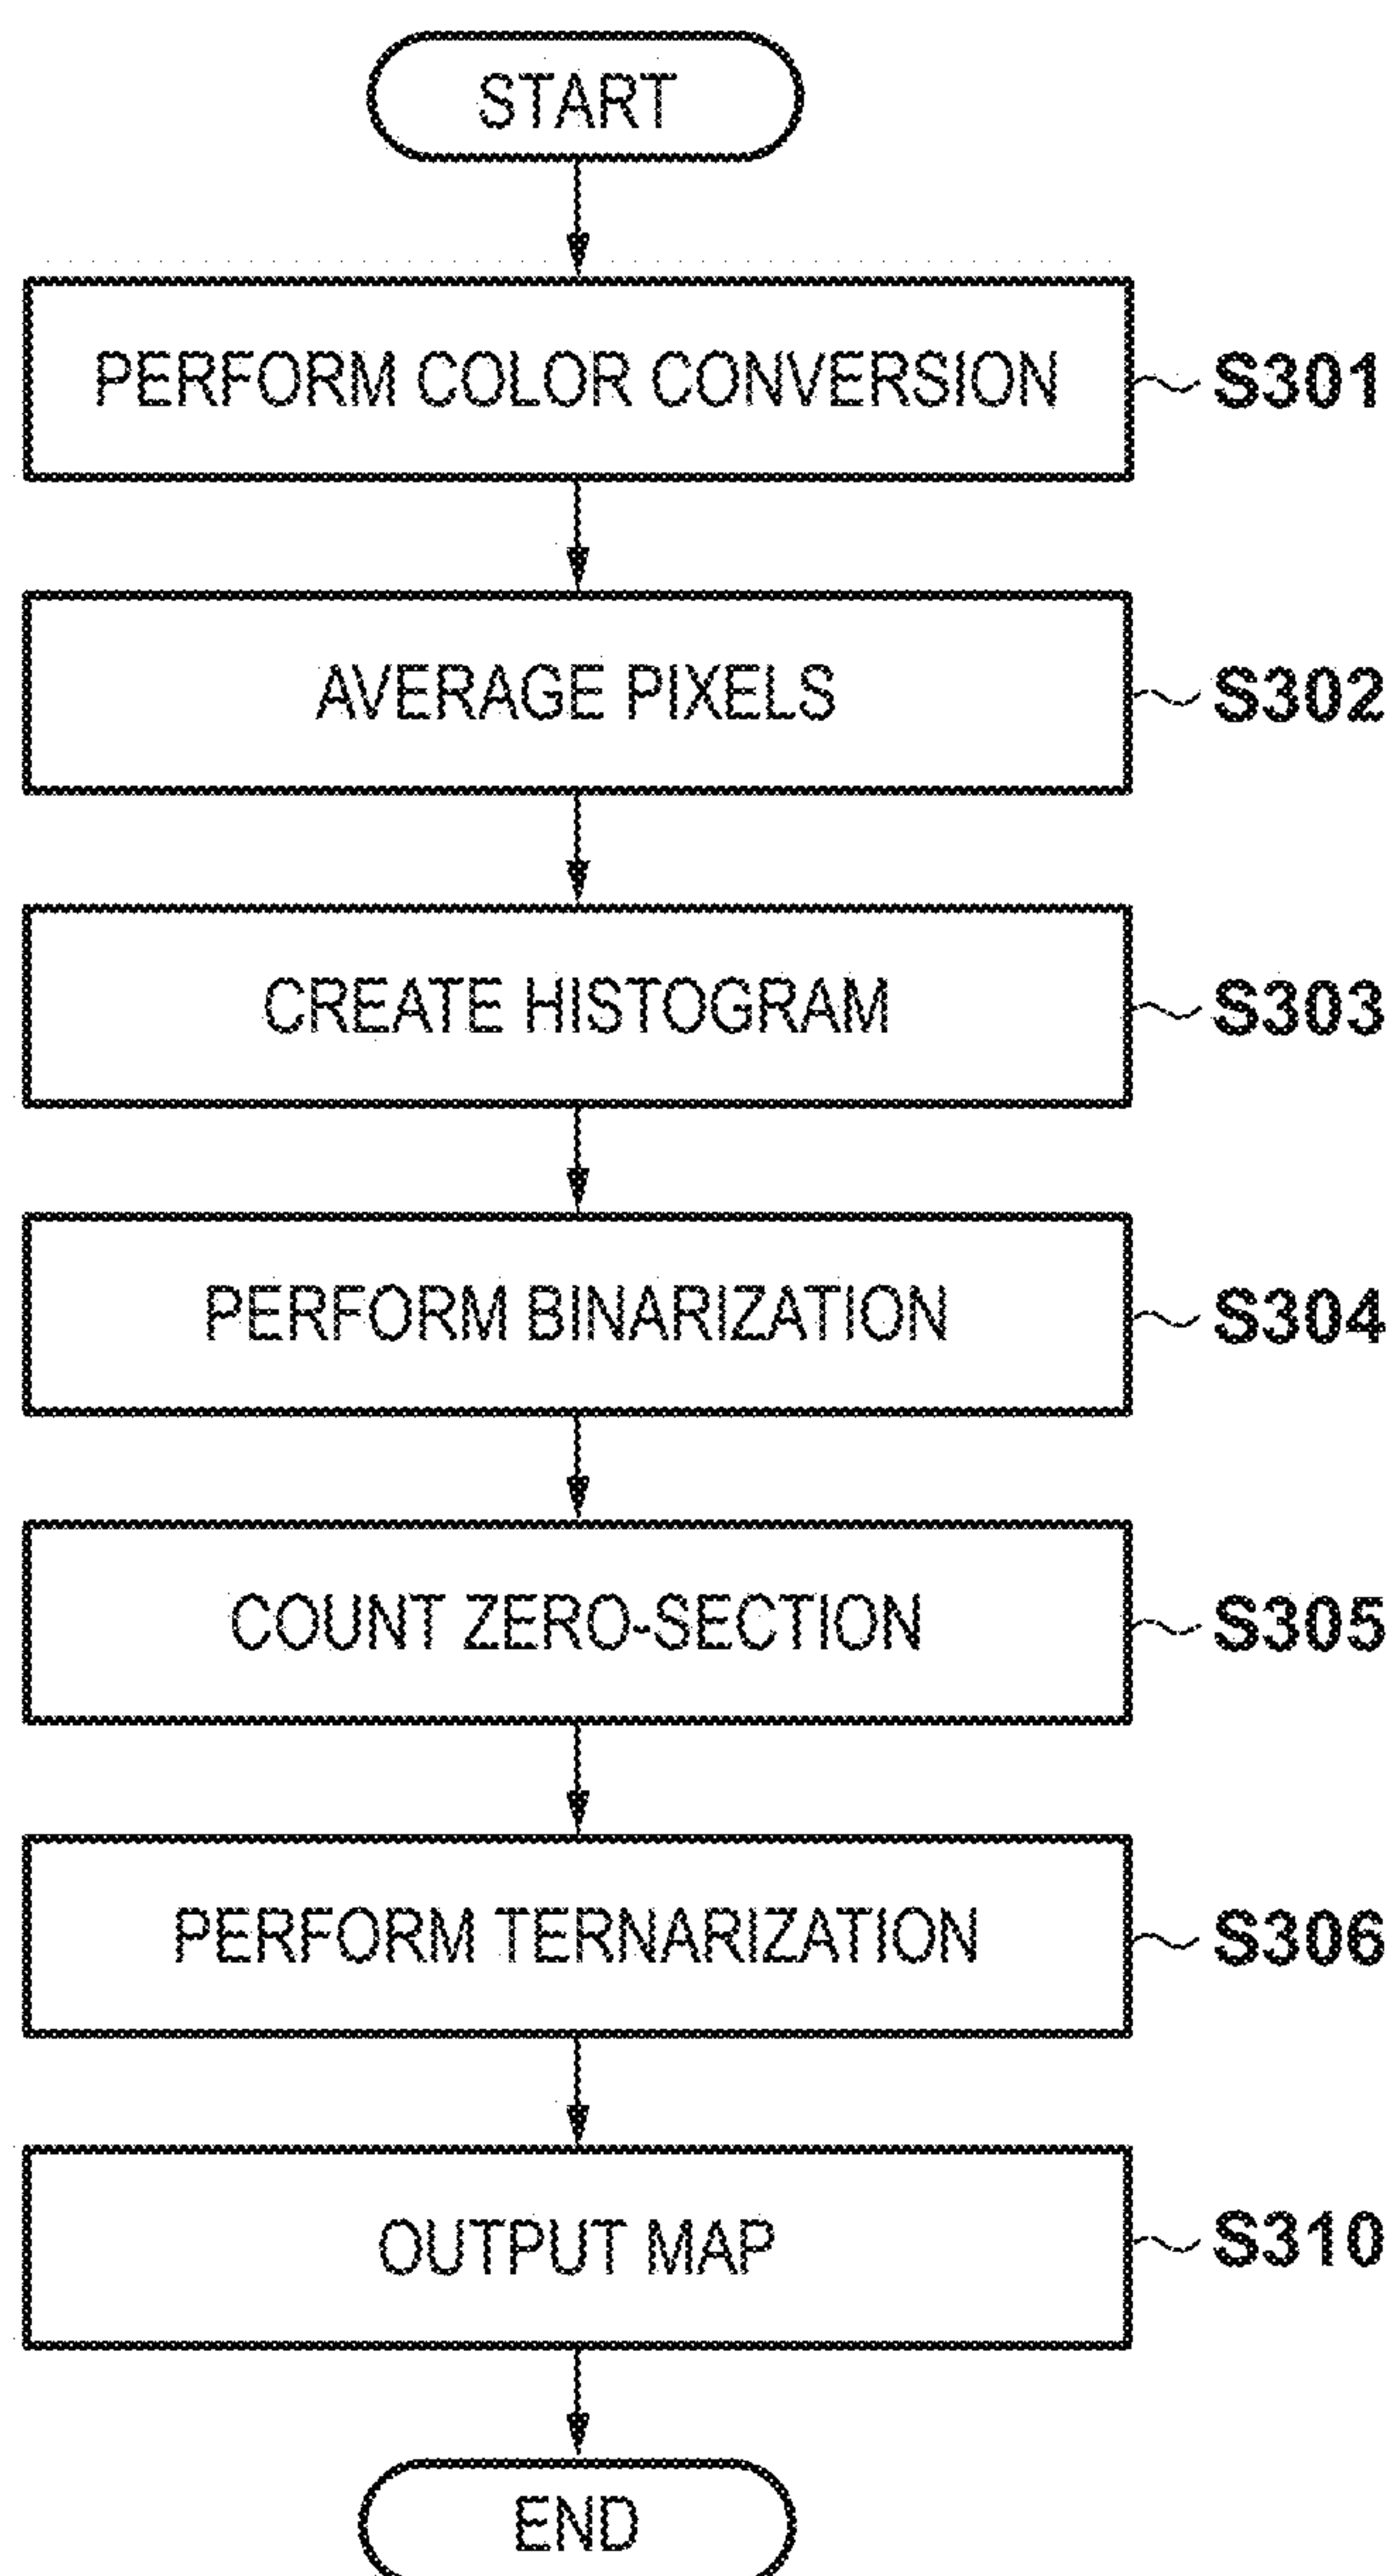 START
PERFORM COLOR CONVERSION S301
AVERAGE PIXELS S302
CREATE HISTOGRAM S303
PERFORM BINARIZATION S304
COUNT ZERO-SECTION S305
PERFORM TERNARIZATION S306
OUTPUT MAP S310
END